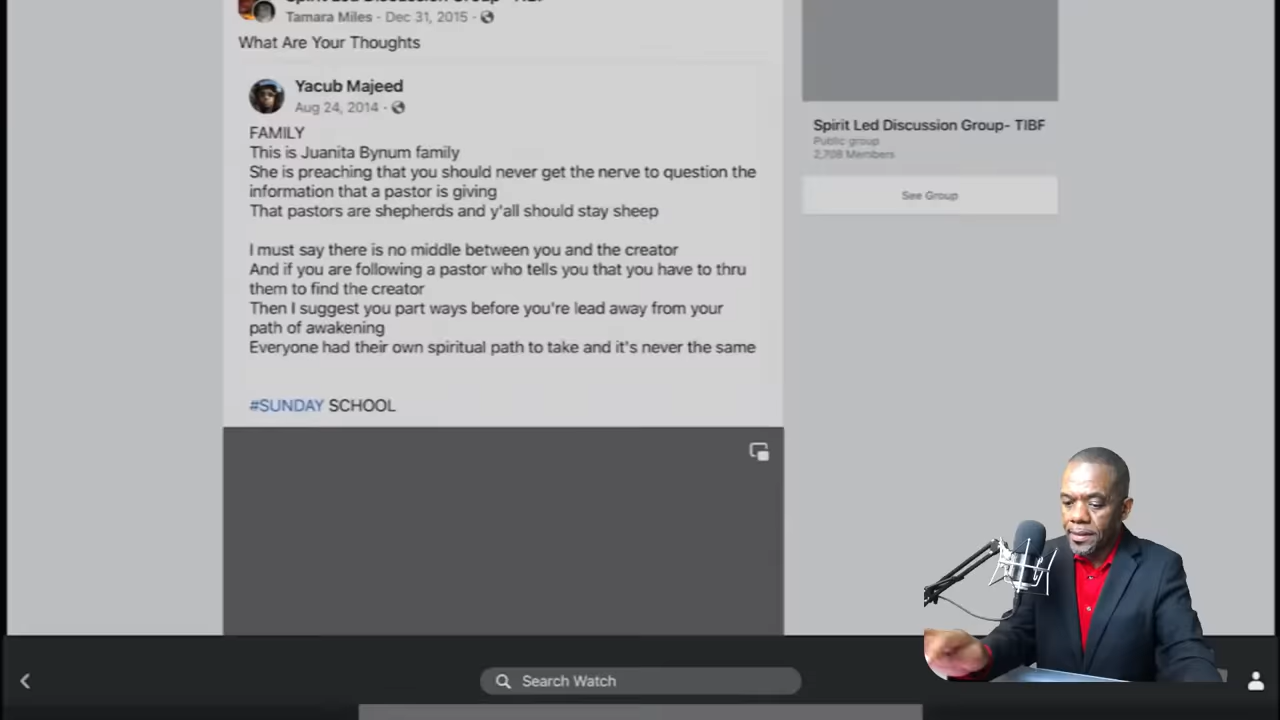 Spirit Led Discussion Group - TIBF
Tamara Miles · Dec 31, 2015 ·
What Are Your Thoughts
Yacub Majeed
Aug 24, 2014 ·
FAMILY
This is Juanita Bynum family
She is preaching that you should never get the nerve to question the
information that a pastor is giving
That pastors are shepherds and y'all should stay sheep
I must say there is no middle between you and the creator
And if you are following a pastor who tells you that you have to thru
them to find the creator
Then I suggest you part ways before you're lead away from your
path of awakening
Everyone had their own spiritual path to take and it's never the same
#SUNDAY SCHOOL
Spirit Led Discussion Group- TIBF
Public group
2,708 Members
See Group
Search Watch